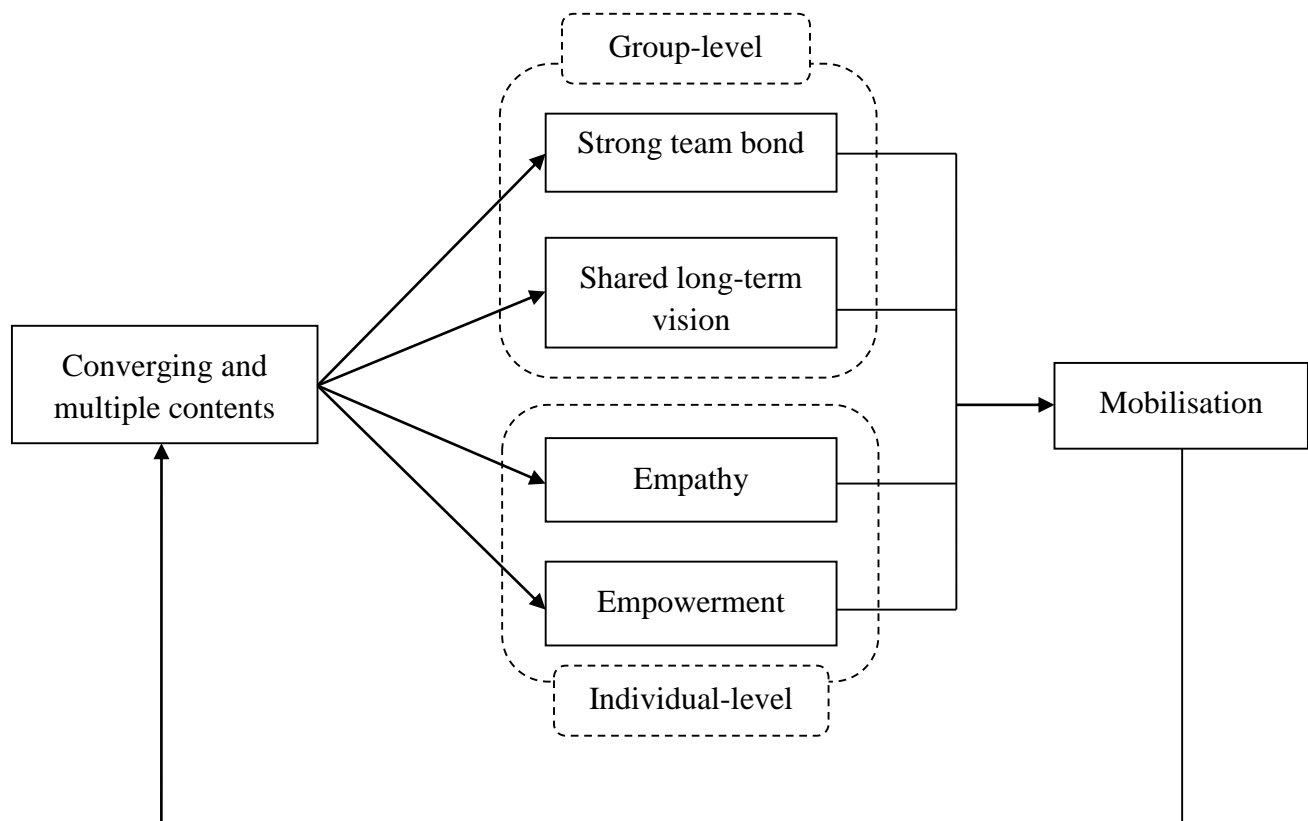 Group-level
Strong team bond
Shared long-term
vision
Converging and
multiple contents
Mobilisation
Empathy
Empowerment
Individual-level